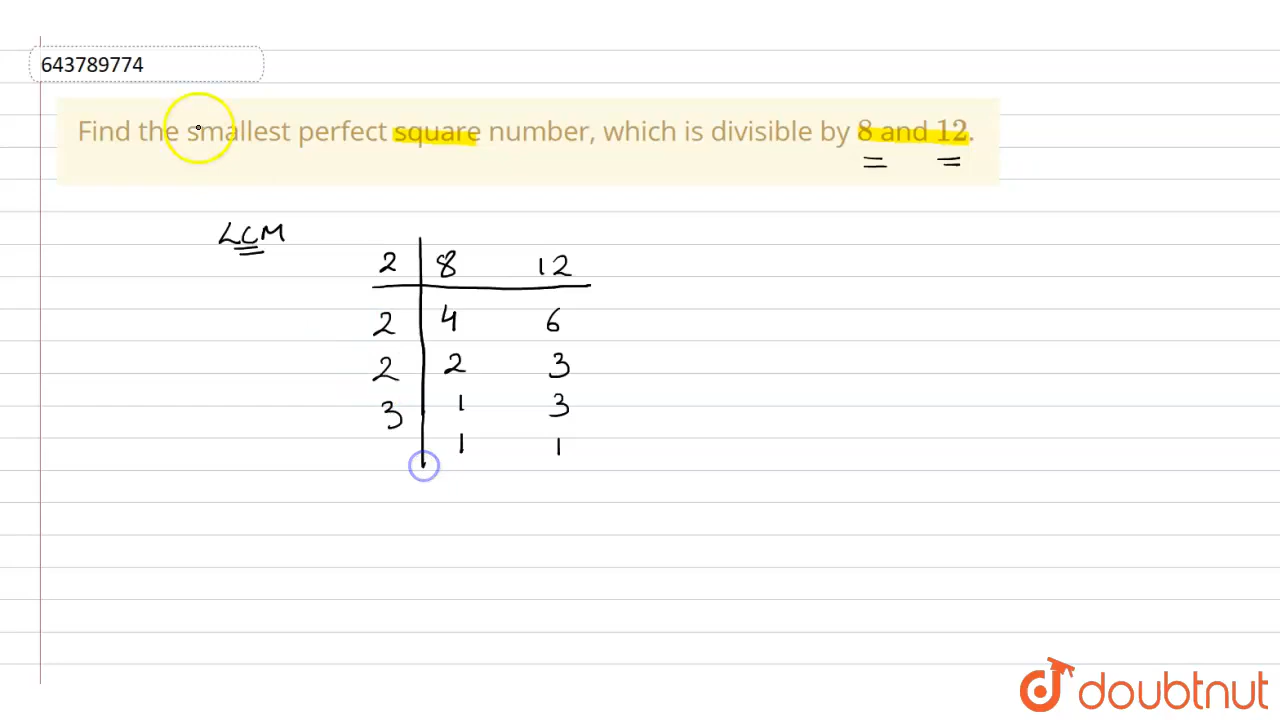 643789774
Find the smallest perfect square number, which is divisible by 8 and 12.
LCM
2 8 12
2 4 6
2 2 3
3 1 3
1 1
doubtnut